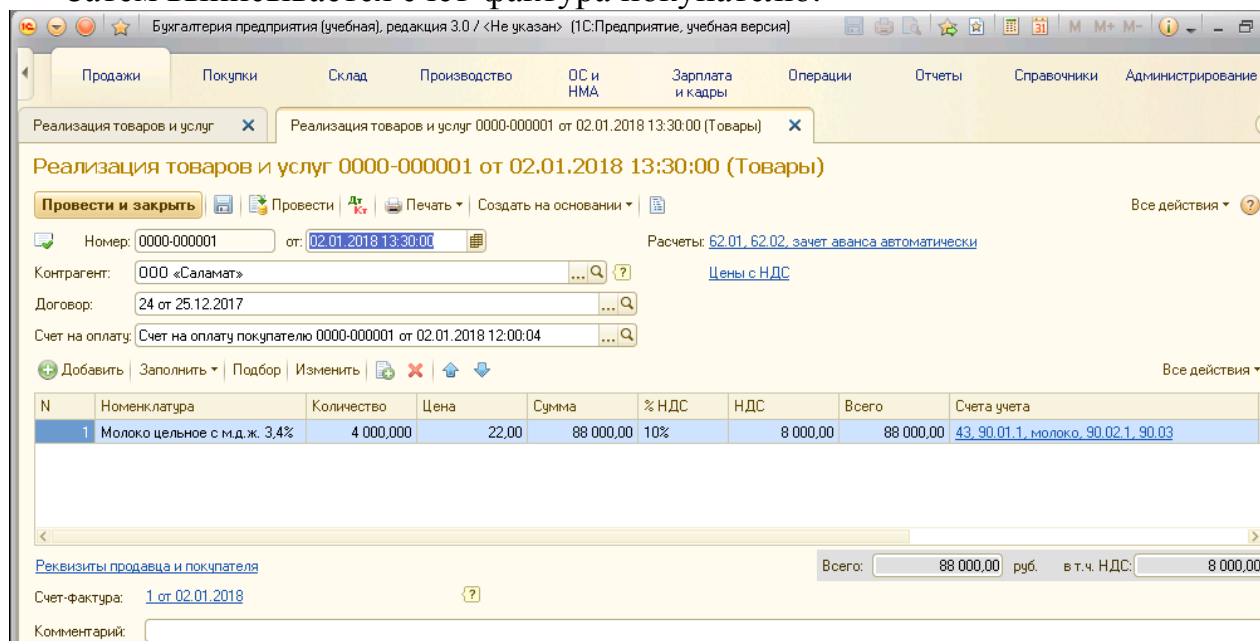 Затем выписывается счет-фактура покупателю:
Бухгалтерия предприятия (учебная), редакция 3.0 / <Не указан> (1С:Предприятие, учебная версия) M M+ M-
Продажи Покупки Склад Производство ОС и НМА Зарплата и кадры Операции Отчеты Справочники Администрирование
Реализация товаров и услуг Реализация товаров и услуг 0000-000001 от 02.01.2018 13:30:00 (Товары)
Реализация товаров и услуг 0000-000001 от 02.01.2018 13:30:00 (Товары)
Провести и закрыть Провести Дт Кт Печать Создать на основании Все действия
Номер: 0000-000001 от: 02.01.2018 13:30:00 Расчеты: 62.01, 62.02, зачет аванса автоматически
Контрагент: ООО «Саламат» ... ? Цены с НДС
Договор: 24 от 25.12.2017 ...
Счет на оплату: Счет на оплату покупателю 0000-000001 от 02.01.2018 12:00:04 ...
Добавить Заполнить Подбор Изменить Все действия
N Номенклатура Количество Цена Сумма % НДС НДС Всего Счета учета
1 Молоко цельное с м.д.ж. 3,4% 4 000,000 22,00 88 000,00 10% 8 000,00 88 000,00 43, 90.01.1, молоко, 90.02.1, 90.03
Реквизиты продавца и покупателя Всего: 88 000,00 руб. в т.ч. НДС: 8 000,00
Счет-фактура: 1 от 02.01.2018 ?
Комментарий: